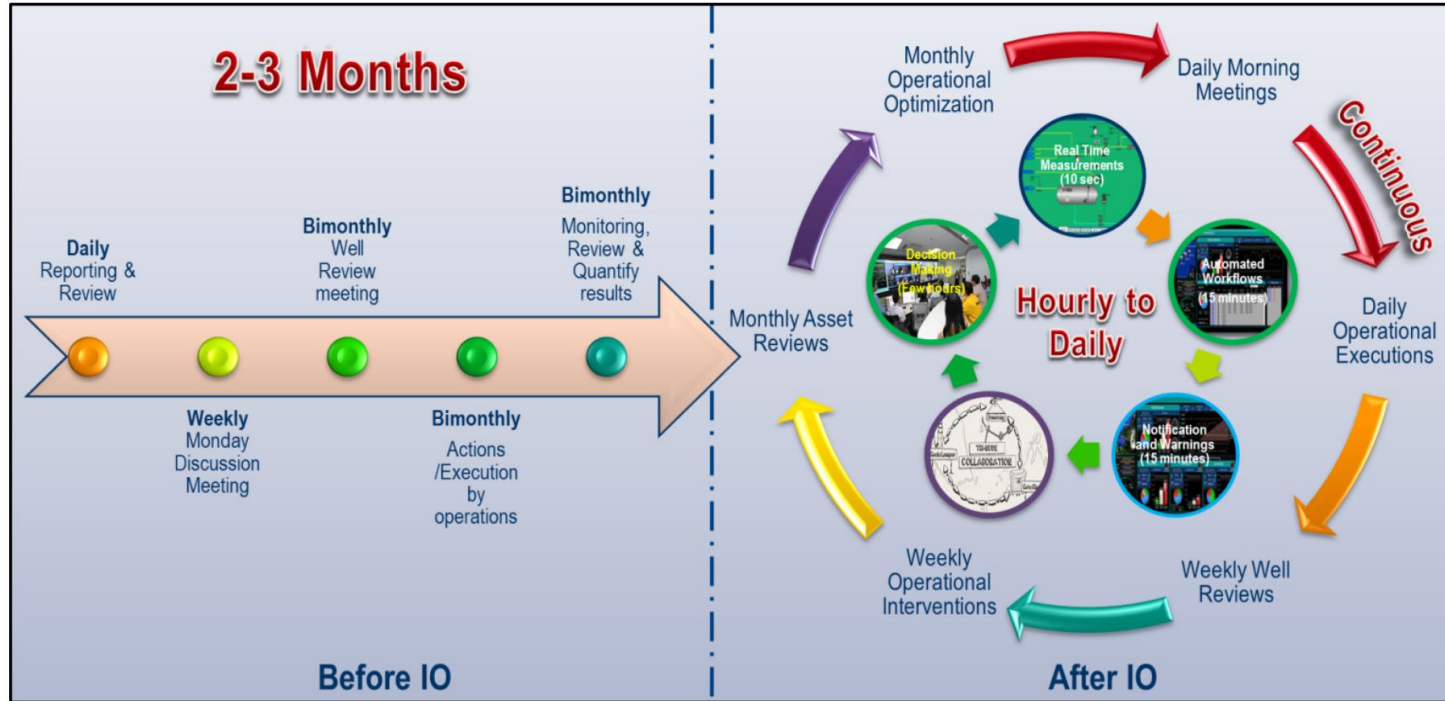 2-3 Months
Daily
Reporting &
Review
Weekly
Monday
Discussion
Meeting
Bimonthly
Well
Review
meeting
Bimonthly
Actions
/Execution
by
operations
Bimonthly
Monitoring,
Review &
Quantify
results
Before IO
Monthly
Operational
Optimization
Daily Morning
Meetings
Continuous
Daily
Operational
Executions
Weekly Well
Reviews
Weekly
Operational
Interventions
Monthly Asset
Reviews
Real Time
Measurements
(10 sec)
Automated
Workflows
(15 minutes)
Notification
and Warnings
(15 minutes)
COLLABORATION
Decision
Making
(Few hours)
Hourly to
Daily
After IO